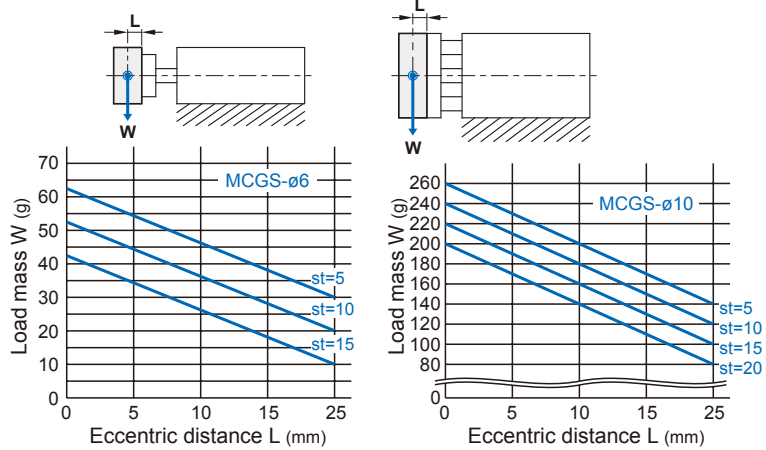 L
W
L
W
Load mass W (g)
70
60
50
40
30
20
10
0
MCGS-ø6
st=5
st=10
st=15
0 5 10 15 25
Eccentric distance L (mm)
Load mass W (g)
260
240
220
200
180
160
140
120
100
80
0
MCGS-ø10
st=5
st=10
st=15
st=20
0 5 10 15 25
Eccentric distance L (mm)